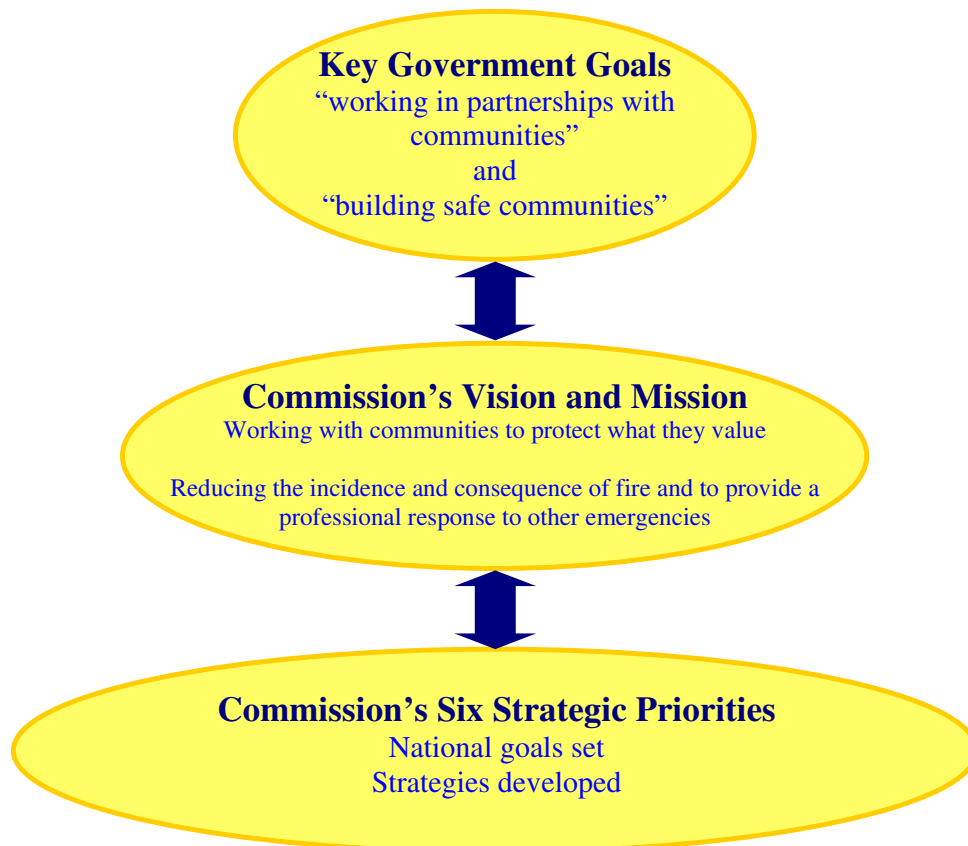 Key Government Goals
“working in partnerships with
communities”
and
“building safe communities”
Commission’s Vision and Mission
Working with communities to protect what they value
Reducing the incidence and consequence of fire and to provide a
professional response to other emergencies
Commission’s Six Strategic Priorities
National goals set
Strategies developed